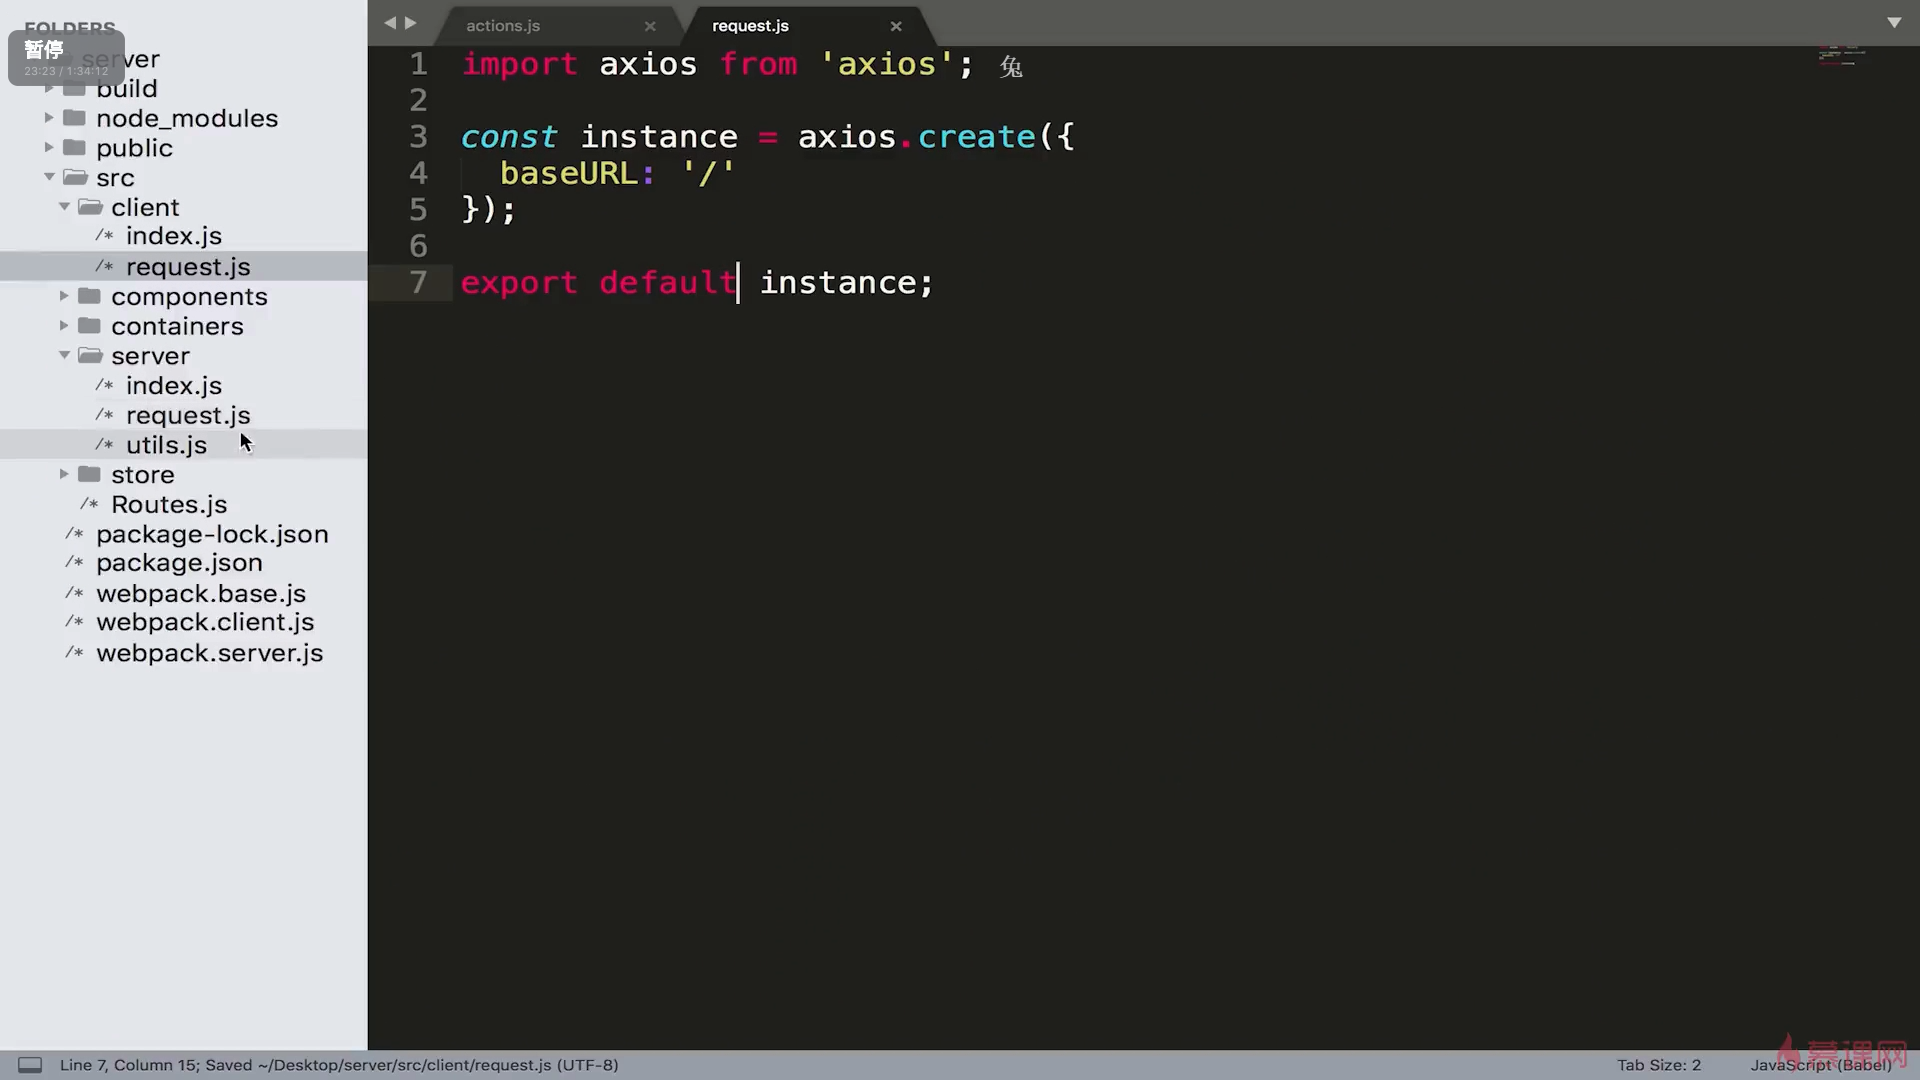 FOLDERS
暂停
23:23 / 1:34:12
server
build
node_modules
public
src
client
/* index.js
/* request.js
components
containers
server
/* index.js
/* request.js
/* utils.js
store
/* Routes.js
/* package-lock.json
/* package.json
/* webpack.base.js
/* webpack.client.js
/* webpack.server.js
actions.js
request.js
1 import axios from 'axios'; 兔
2
3 const instance = axios.create({
4 baseURL: '/'
5 });
6
7 export default instance;
Line 7, Column 15; Saved ~/Desktop/server/src/client/request.js (UTF-8)
Tab Size: 2
JavaScript (Babel)
慕课网